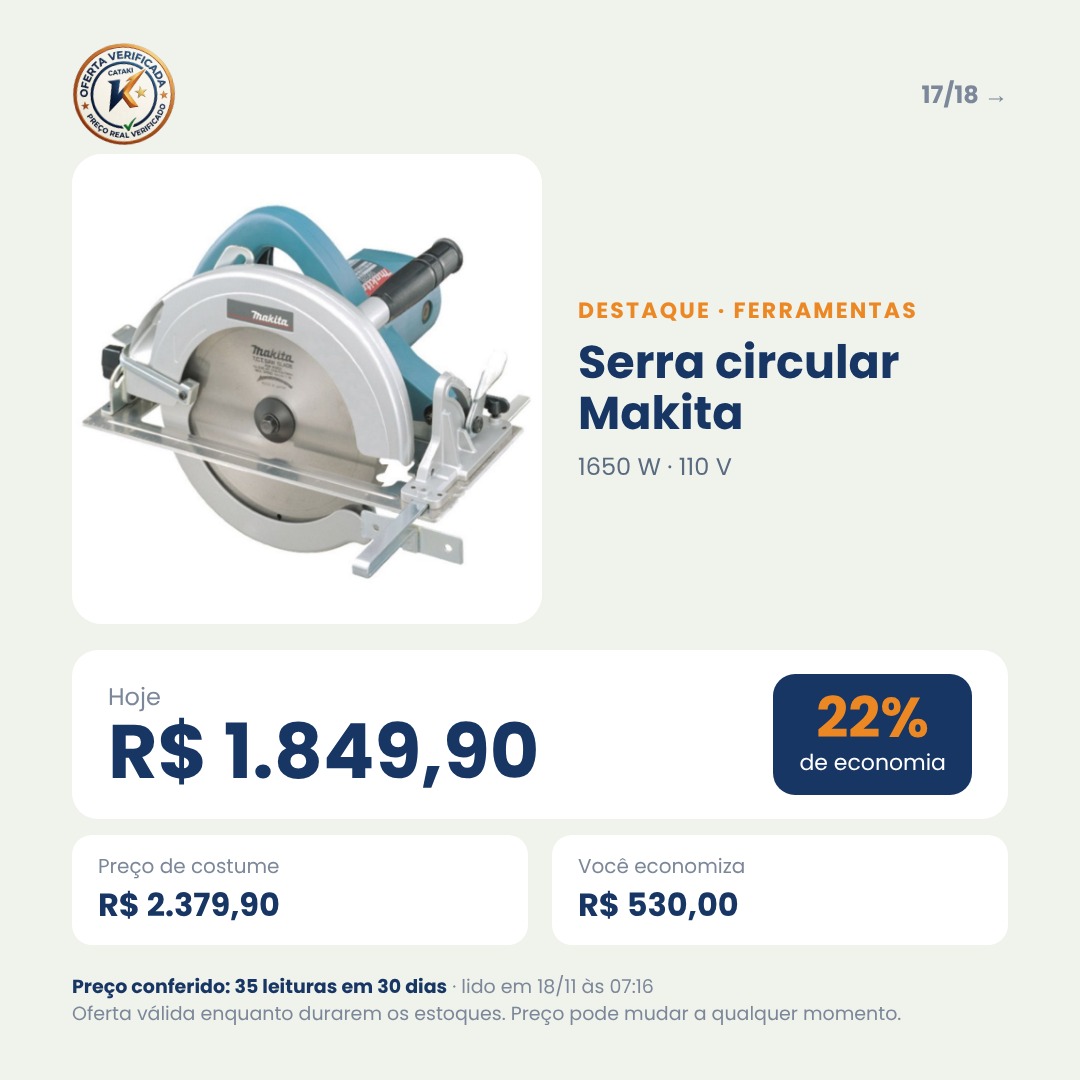 OFERTA VERIFICADA
CATAKI
K
PREÇO REAL VERIFICADO
17/18 →
makita
makita
makita
DESTAQUE · FERRAMENTAS
Serra circular
Makita
1650 W · 110 V
Hoje
R$ 1.849,90
22%
de economia
Preço de costume
R$ 2.379,90
Você economiza
R$ 530,00
Preço conferido: 35 leituras em 30 dias · lido em 18/11 às 07:16
Oferta válida enquanto durarem os estoques. Preço pode mudar a qualquer momento.